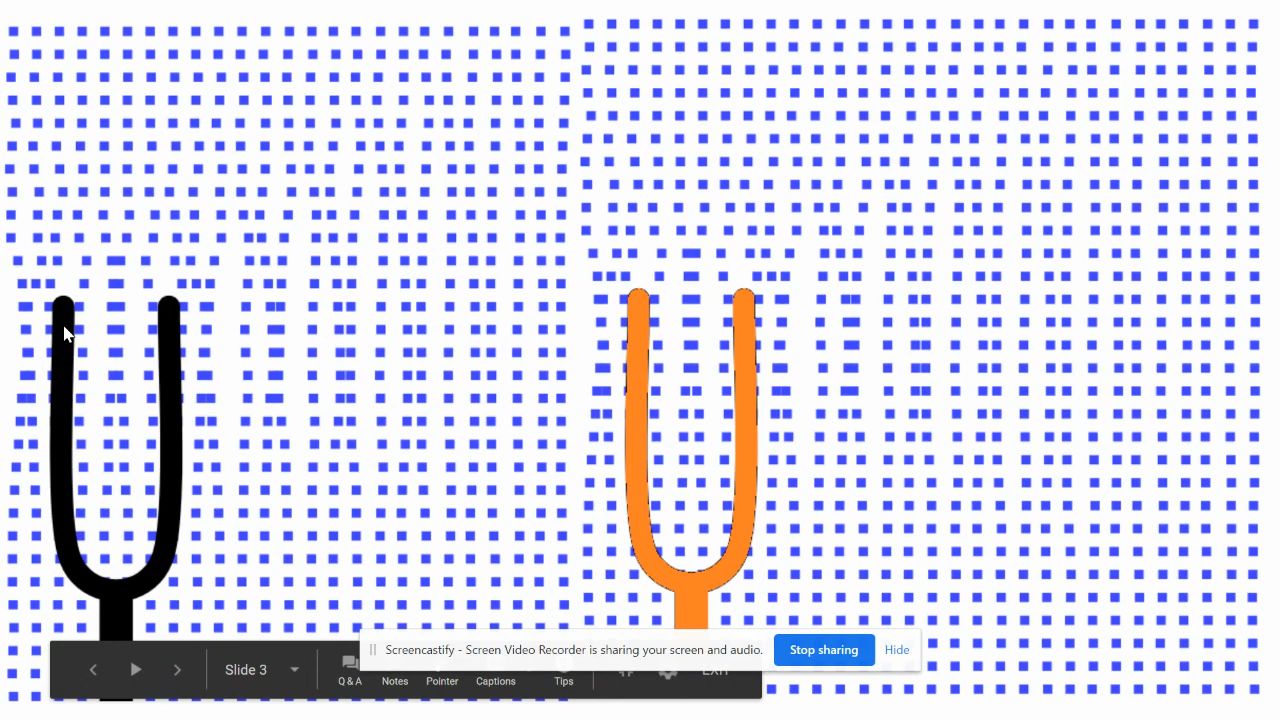 Screencastify - Screen Video Recorder is sharing your screen and audio.
Stop sharing
Hide
Slide 3
Q & A
Notes
Pointer
Captions
Tips
EXIT